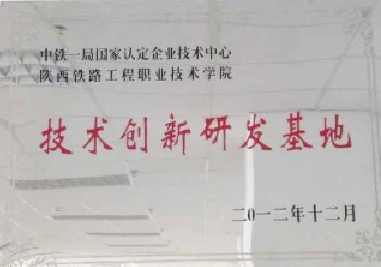 中铁一局国家认定企业技术中心
陕西铁路工程职业技术学院
技术创新研发基地
二〇一二年十二月